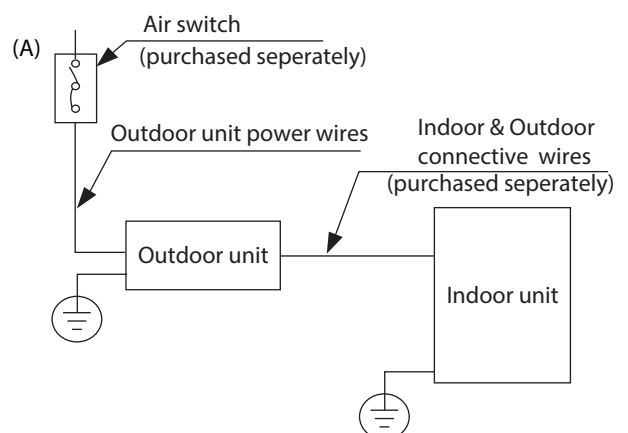 (A)
Air switch
(purchased seperately)
Outdoor unit power wires
Indoor & Outdoor
connective wires
(purchased seperately)
Outdoor unit
Indoor unit